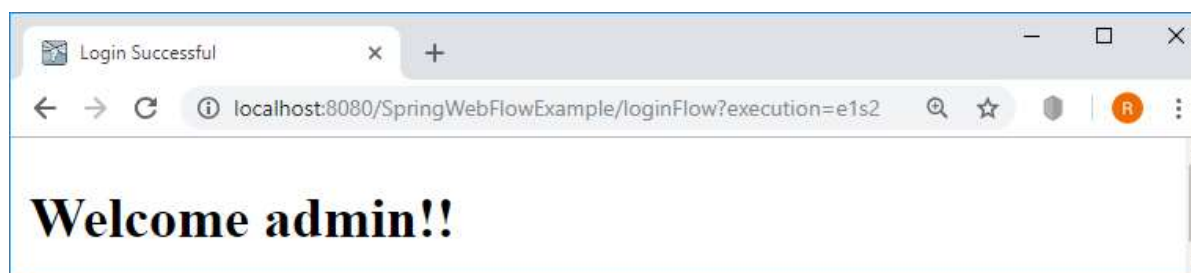 Login Successful
localhost:8080/SpringWebFlowExample/loginFlow?execution=e1s2
R
Welcome admin!!